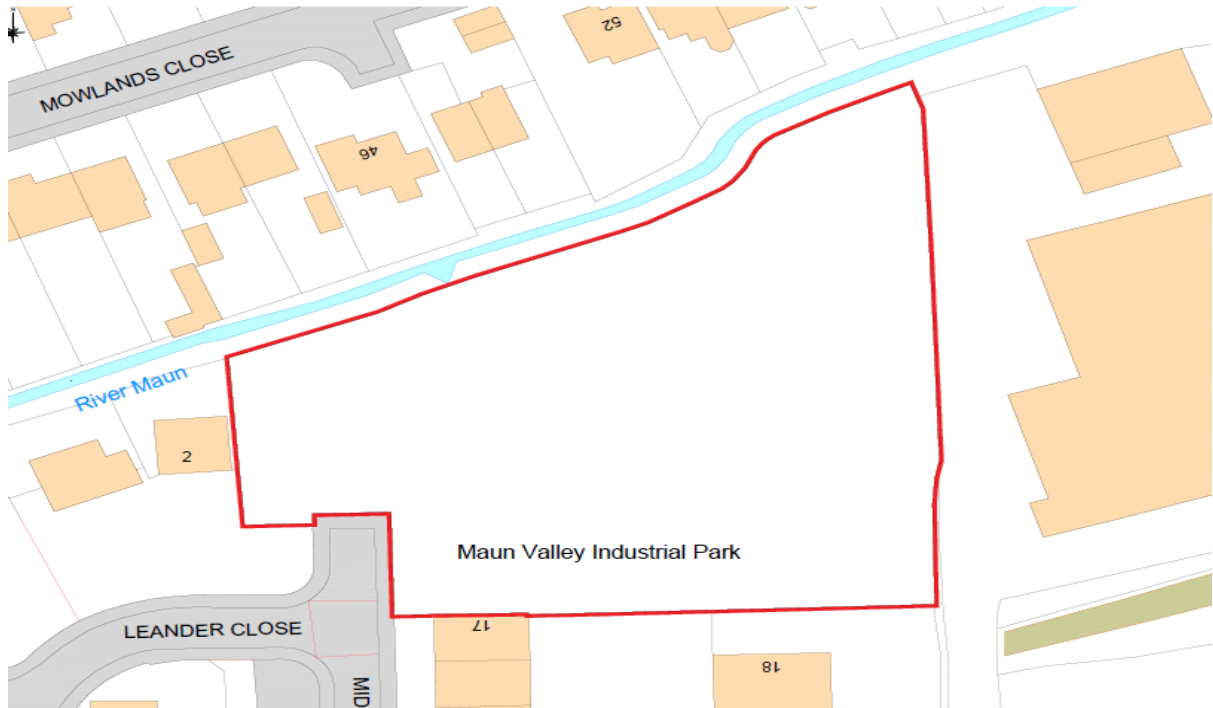 N
MOWLANDS CLOSE
52
46
River Maun
2
Maun Valley Industrial Park
LEANDER CLOSE
17
18
MID